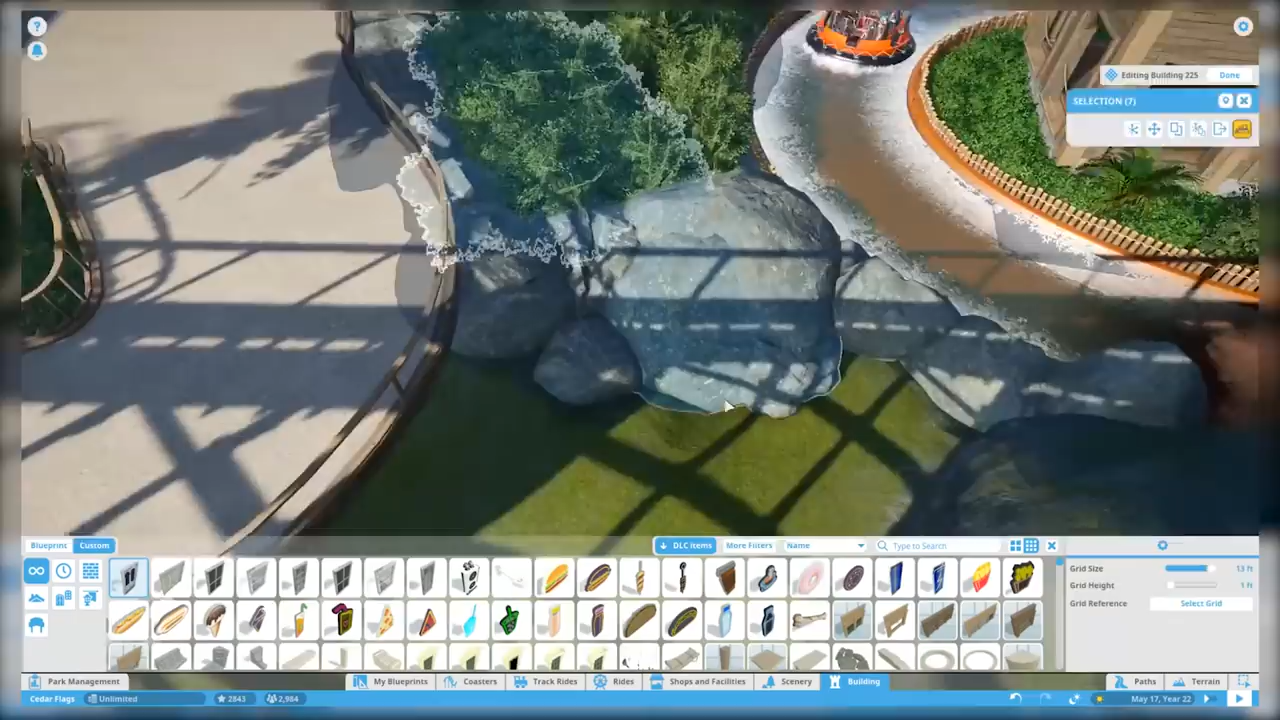 ?
Editing Building 225 Done
SELECTION (7)
Blueprint Custom
DLC Items More Filters Name Type to Search
Grid Size 13 ft
Grid Height 1 ft
Grid Reference Select Grid
Park Management My Blueprints Coasters Track Rides Rides Shops and Facilities Scenery Building Paths Terrain
Cedar Flags Unlimited 2843 2,984 May 17, Year 22